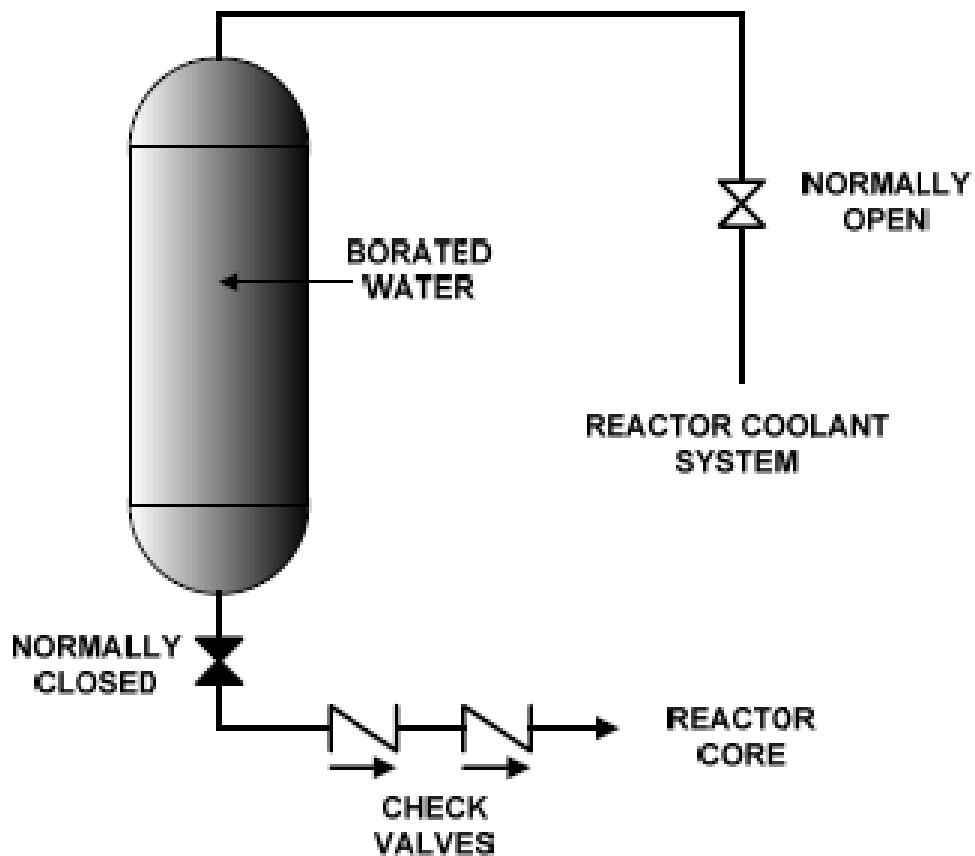 NORMALLY
OPEN
BORATED
WATER
REACTOR COOLANT
SYSTEM
NORMALLY
CLOSED
REACTOR
CORE
CHECK
VALVES